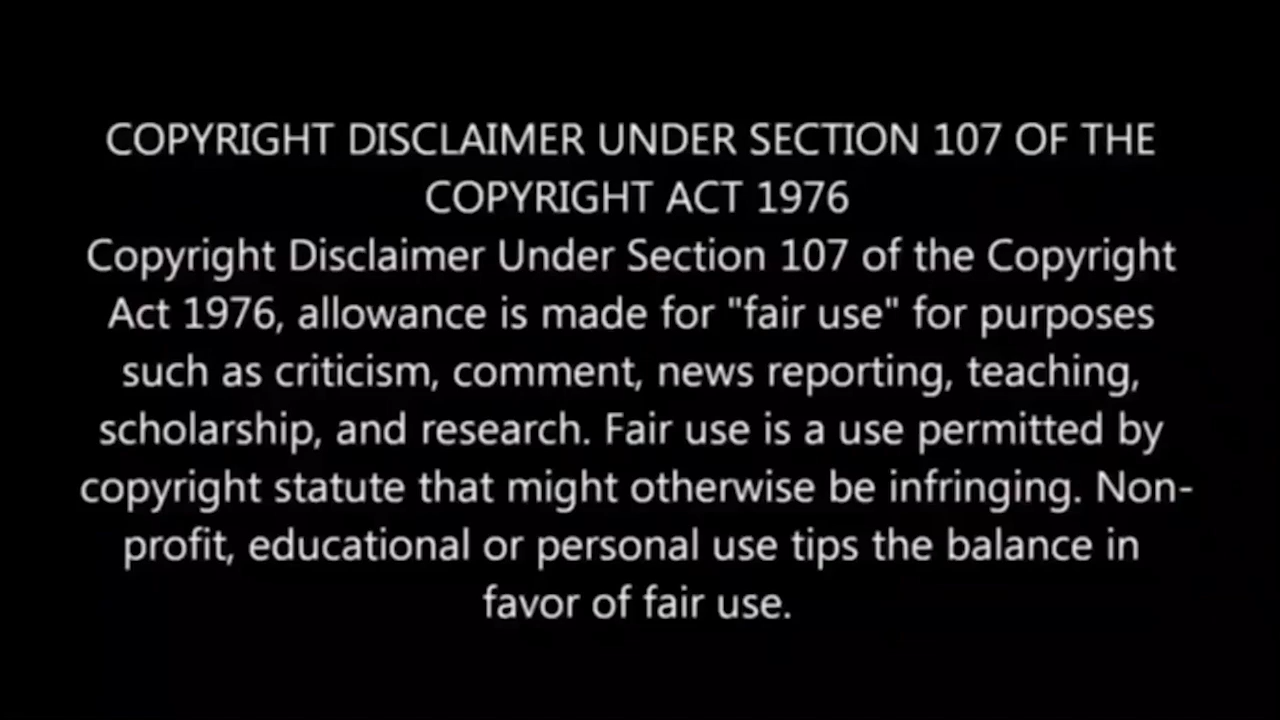 COPYRIGHT DISCLAIMER UNDER SECTION 107 OF THE
COPYRIGHT ACT 1976
Copyright Disclaimer Under Section 107 of the Copyright
Act 1976, allowance is made for "fair use" for purposes
such as criticism, comment, news reporting, teaching,
scholarship, and research. Fair use is a use permitted by
copyright statute that might otherwise be infringing. Non-
profit, educational or personal use tips the balance in
favor of fair use.